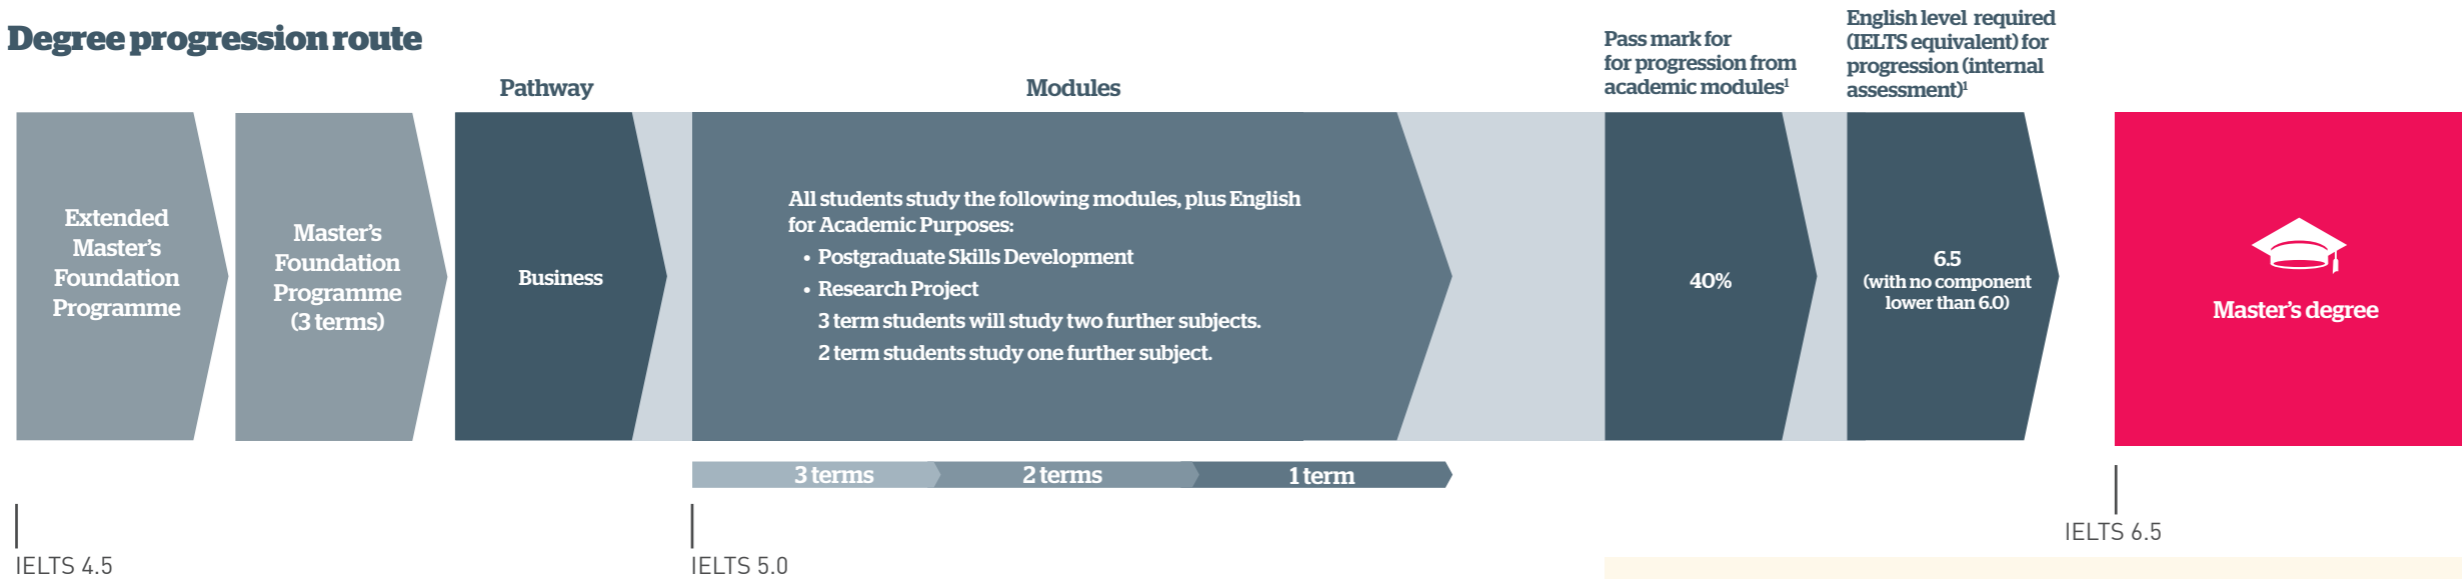 Degree progression route
Pathway
Modules
Pass mark for
for progression from
academic modules¹
English level required
(IELTS equivalent) for
progression (internal
assessment)¹
Extended
Master's
Foundation
Programme
Master's
Foundation
Programme
(3 terms)
Business
All students study the following modules, plus English
for Academic Purposes:
• Postgraduate Skills Development
• Research Project
3 term students will study two further subjects.
2 term students study one further subject.
40%
6.5
(with no component
lower than 6.0)
Master's degree
3 terms
2 terms
1 term
IELTS 4.5
IELTS 5.0
IELTS 6.5